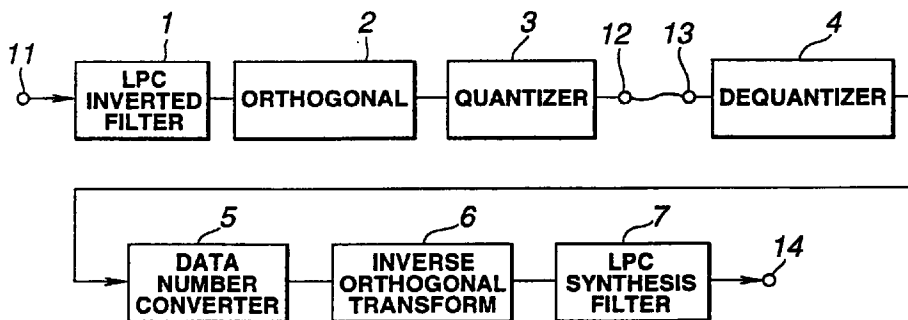 1
2
3
4
11
12
13
LPC
INVERTED
FILTER
ORTHOGONAL
QUANTIZER
DEQUANTIZER
5
6
7
14
DATA
NUMBER
CONVERTER
INVERSE
ORTHOGONAL
TRANSFORM
LPC
SYNTHESIS
FILTER